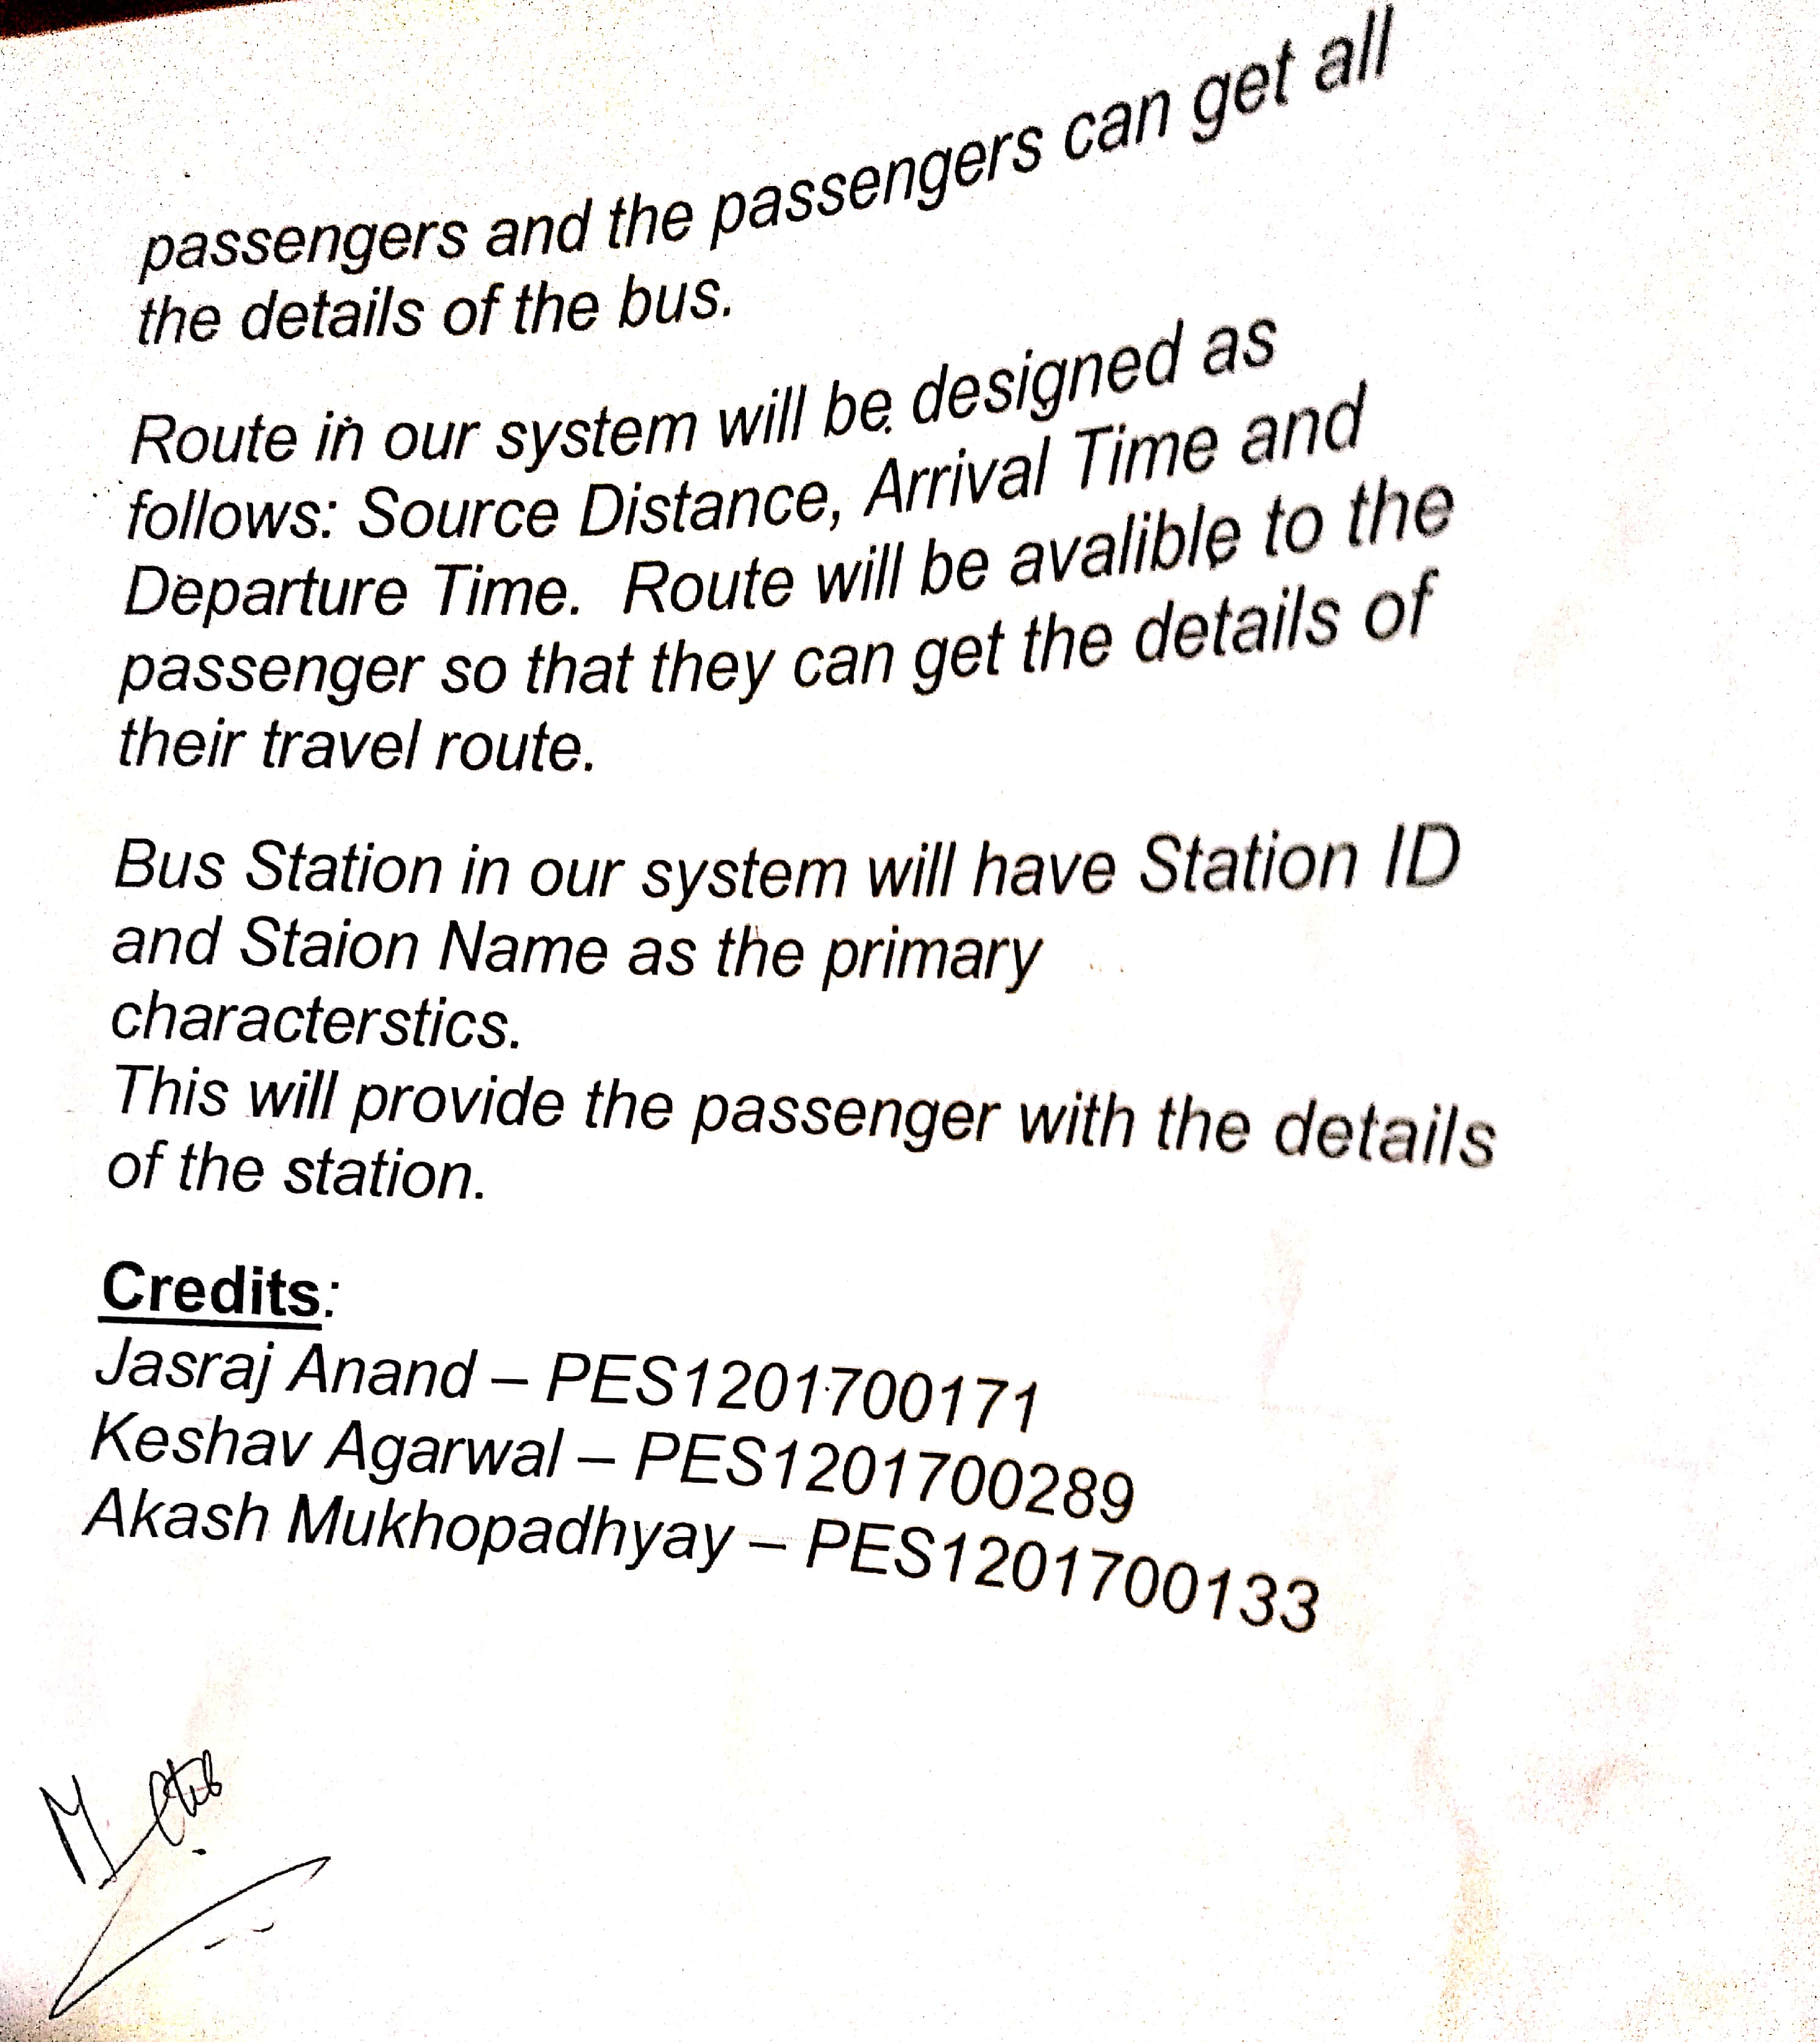 passengers and the passengers can get all
the details of the bus.
Route in our system will be designed as
follows: Source Distance, Arrival Time and
Departure Time. Route will be avalible to the
passenger so that they can get the details of
their travel route.
Bus Station in our system will have Station ID
and Staion Name as the primary
characterstics.
This will provide the passenger with the details
of the station.
Credits:
Jasraj Anand – PES1201700171
Keshav Agarwal – PES1201700289
Akash Mukhopadhyay – PES1201700133